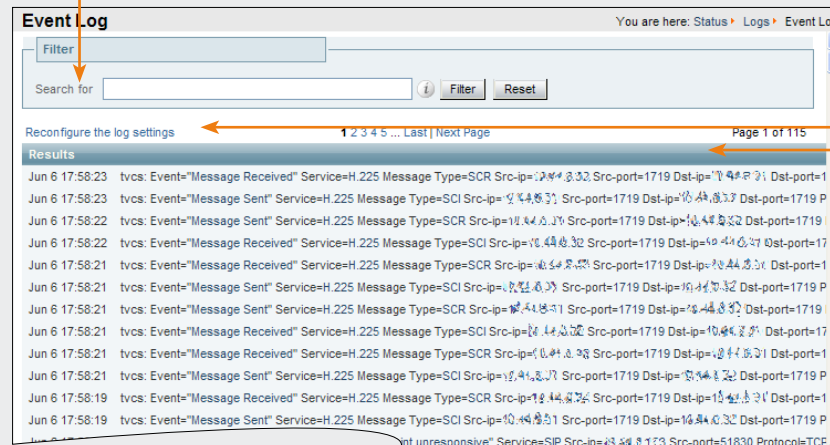 Event Log
You are here: Status Logs Event Lo
Filter
Search for i Filter Reset
Reconfigure the log settings 1 2 3 4 5 ... Last | Next Page Page 1 of 115
Results
Jun 6 17:58:23 tvcs: Event="Message Received" Service=H.225 Message Type=SCR Src-ip= Src-port=1719 Dst-ip= Dst-port=1
Jun 6 17:58:23 tvcs: Event="Message Sent" Service=H.225 Message Type=SCI Src-ip= Src-port=1719 Dst-ip= Dst-port=1719 P
Jun 6 17:58:22 tvcs: Event="Message Sent" Service=H.225 Message Type=SCR Src-ip= Src-port=1719 Dst-ip= Dst-port=1719
Jun 6 17:58:22 tvcs: Event="Message Received" Service=H.225 Message Type=SCI Src-ip= Src-port=1719 Dst-ip= Dst-port=17
Jun 6 17:58:21 tvcs: Event="Message Received" Service=H.225 Message Type=SCR Src-ip= Src-port=1719 Dst-ip= Dst-port=1
Jun 6 17:58:21 tvcs: Event="Message Sent" Service=H.225 Message Type=SCI Src-ip= Src-port=1719 Dst-ip= Dst-port=1719 P
Jun 6 17:58:21 tvcs: Event="Message Sent" Service=H.225 Message Type=SCR Src-ip= Src-port=1719 Dst-ip= Dst-port=1719
Jun 6 17:58:21 tvcs: Event="Message Received" Service=H.225 Message Type=SCI Src-ip= Src-port=1719 Dst-ip= Dst-port=17
Jun 6 17:58:21 tvcs: Event="Message Received" Service=H.225 Message Type=SCR Src-ip= Src-port=1719 Dst-ip= Dst-port=1
Jun 6 17:58:21 tvcs: Event="Message Sent" Service=H.225 Message Type=SCI Src-ip= Src-port=1719 Dst-ip= Dst-port=1719 P
Jun 6 17:58:19 tvcs: Event="Message Received" Service=H.225 Message Type=SCR Src-ip= Src-port=1719 Dst-ip= Dst-port=1
Jun 6 17:58:19 tvcs: Event="Message Sent" Service=H.225 Message Type=SCI Src-ip= Src-port=1719 Dst-ip= Dst-port=1719 P
unresponsive" Service=SIP Src-ip= Src-port=51830 Protocol=TCP